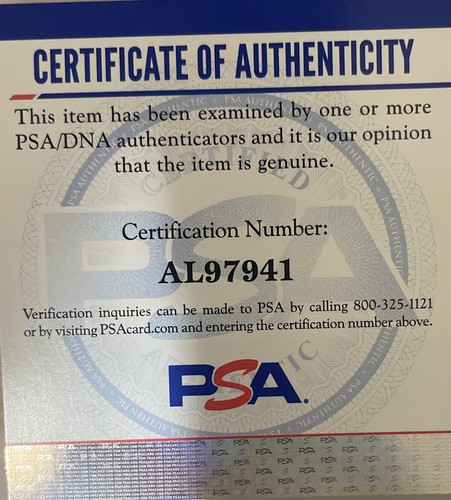 CERTIFICATE OF AUTHENTICITY
This item has been examined by one or more
PSA/DNA authenticators and it is our opinion
that the item is genuine.
Certification Number:
AL97941
Verification inquiries can be made to PSA by calling 800-325-1121
or by visiting PSAcard.com and entering the certification number above.
PSA.